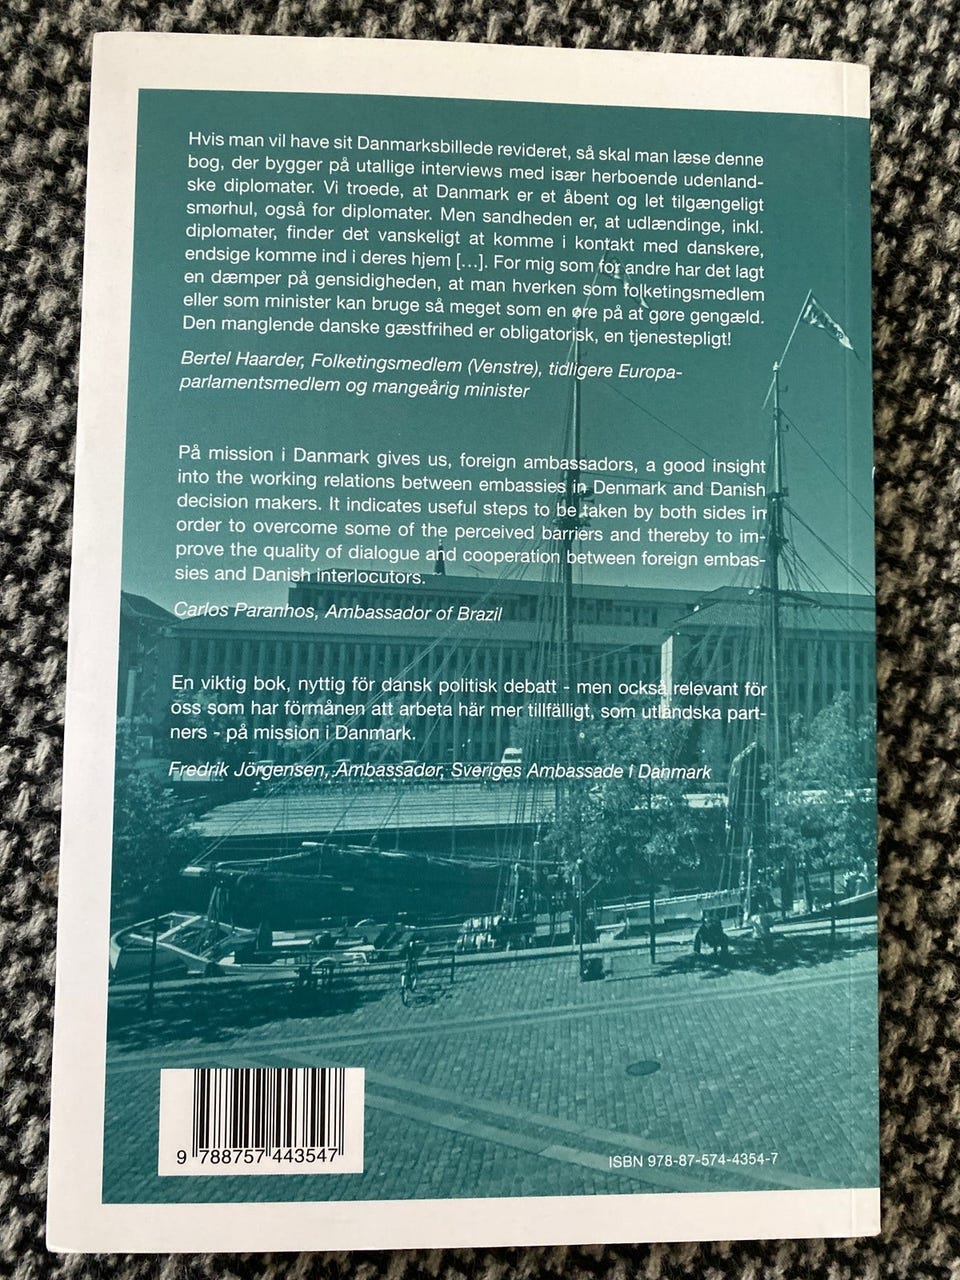 Hvis man vil have sit Danmarksbillede revideret, så skal man læse denne
bog, der bygger på utallige interviews med især herboende udenland-
ske diplomater. Vi troede, at Danmark er et åbent og let tilgængeligt
smørhul, også for diplomater. Men sandheden er, at udlændinge, inkl.
diplomater, finder det vanskeligt at komme i kontakt med danskere,
endsige komme ind i deres hjem [...]. For mig som for andre har det lagt
en dæmper på gensidigheden, at man hverken som folketingsmedlem
eller som minister kan bruge så meget som en øre på at gøre gengæld.
Den manglende danske gæstfrihed er obligatorisk, en tjenestepligt!
Bertel Haarder, Folketingsmedlem (Venstre), tidligere Europa-
parlamentsmedlem og mangeårig minister
På mission i Danmark gives us, foreign ambassadors, a good insight
into the working relations between embassies in Denmark and Danish
decision makers. It indicates useful steps to be taken by both sides in
order to overcome some of the perceived barriers and thereby to im-
prove the quality of dialogue and cooperation between foreign embas-
sies and Danish interlocutors.
Carlos Paranhos, Ambassador of Brazil
En viktig bok, nyttig för dansk politisk debatt - men också relevant för
oss som har förmånen att arbeta här mer tillfälligt, som utländska part-
ners - på mission i Danmark.
Fredrik Jörgensen, Ambassadør, Sveriges Ambassade i Danmark
9 788757 443547
ISBN 978-87-574-4354-7